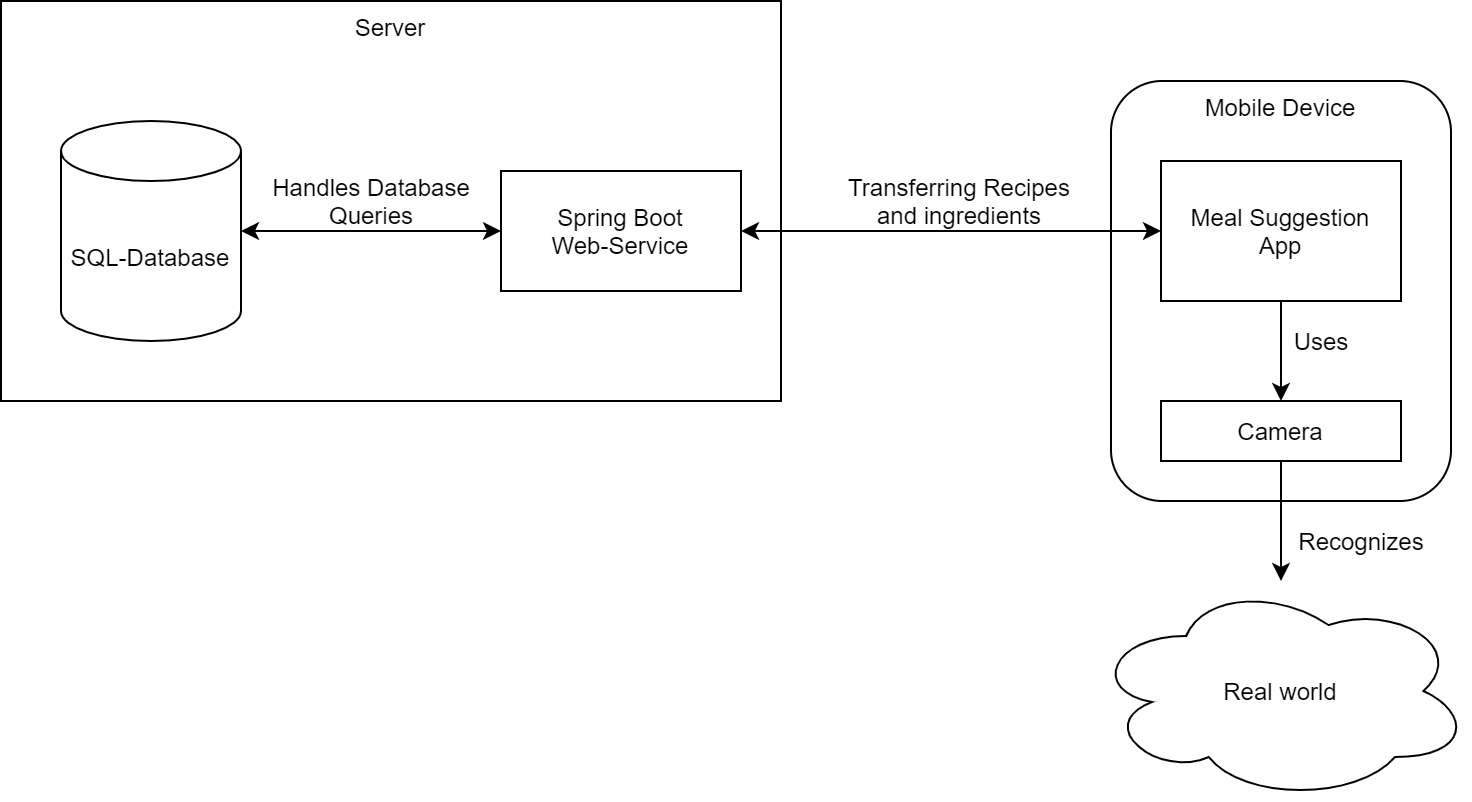 Server
SQL-Database
Handles Database
Queries
Spring Boot
Web-Service
Transferring Recipes
and ingredients
Mobile Device
Meal Suggestion
App
Uses
Camera
Recognizes
Real world